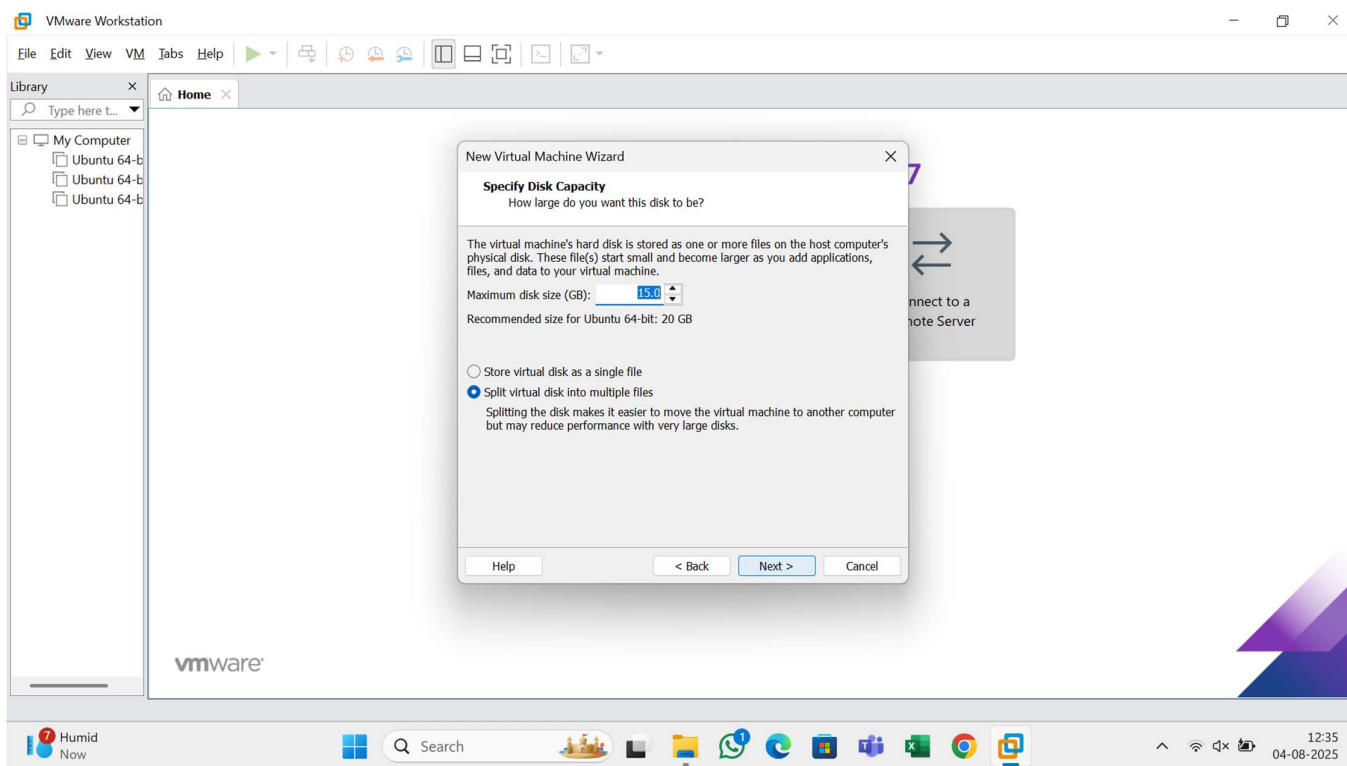 VMware Workstation
File Edit View VM Tabs Help
Library
Type here t...
Home
My Computer
Ubuntu 64-b
Ubuntu 64-b
Ubuntu 64-b
7
New Virtual Machine Wizard
Specify Disk Capacity
How large do you want this disk to be?
The virtual machine's hard disk is stored as one or more files on the host computer's
physical disk. These file(s) start small and become larger as you add applications,
files, and data to your virtual machine.
Maximum disk size (GB): 15.0
Recommended size for Ubuntu 64-bit: 20 GB
Store virtual disk as a single file
Split virtual disk into multiple files
Splitting the disk makes it easier to move the virtual machine to another computer
but may reduce performance with very large disks.
Help < Back Next > Cancel
nnect to a
note Server
vmware
7 Humid
Now
Search
1
12:35
04-08-2025